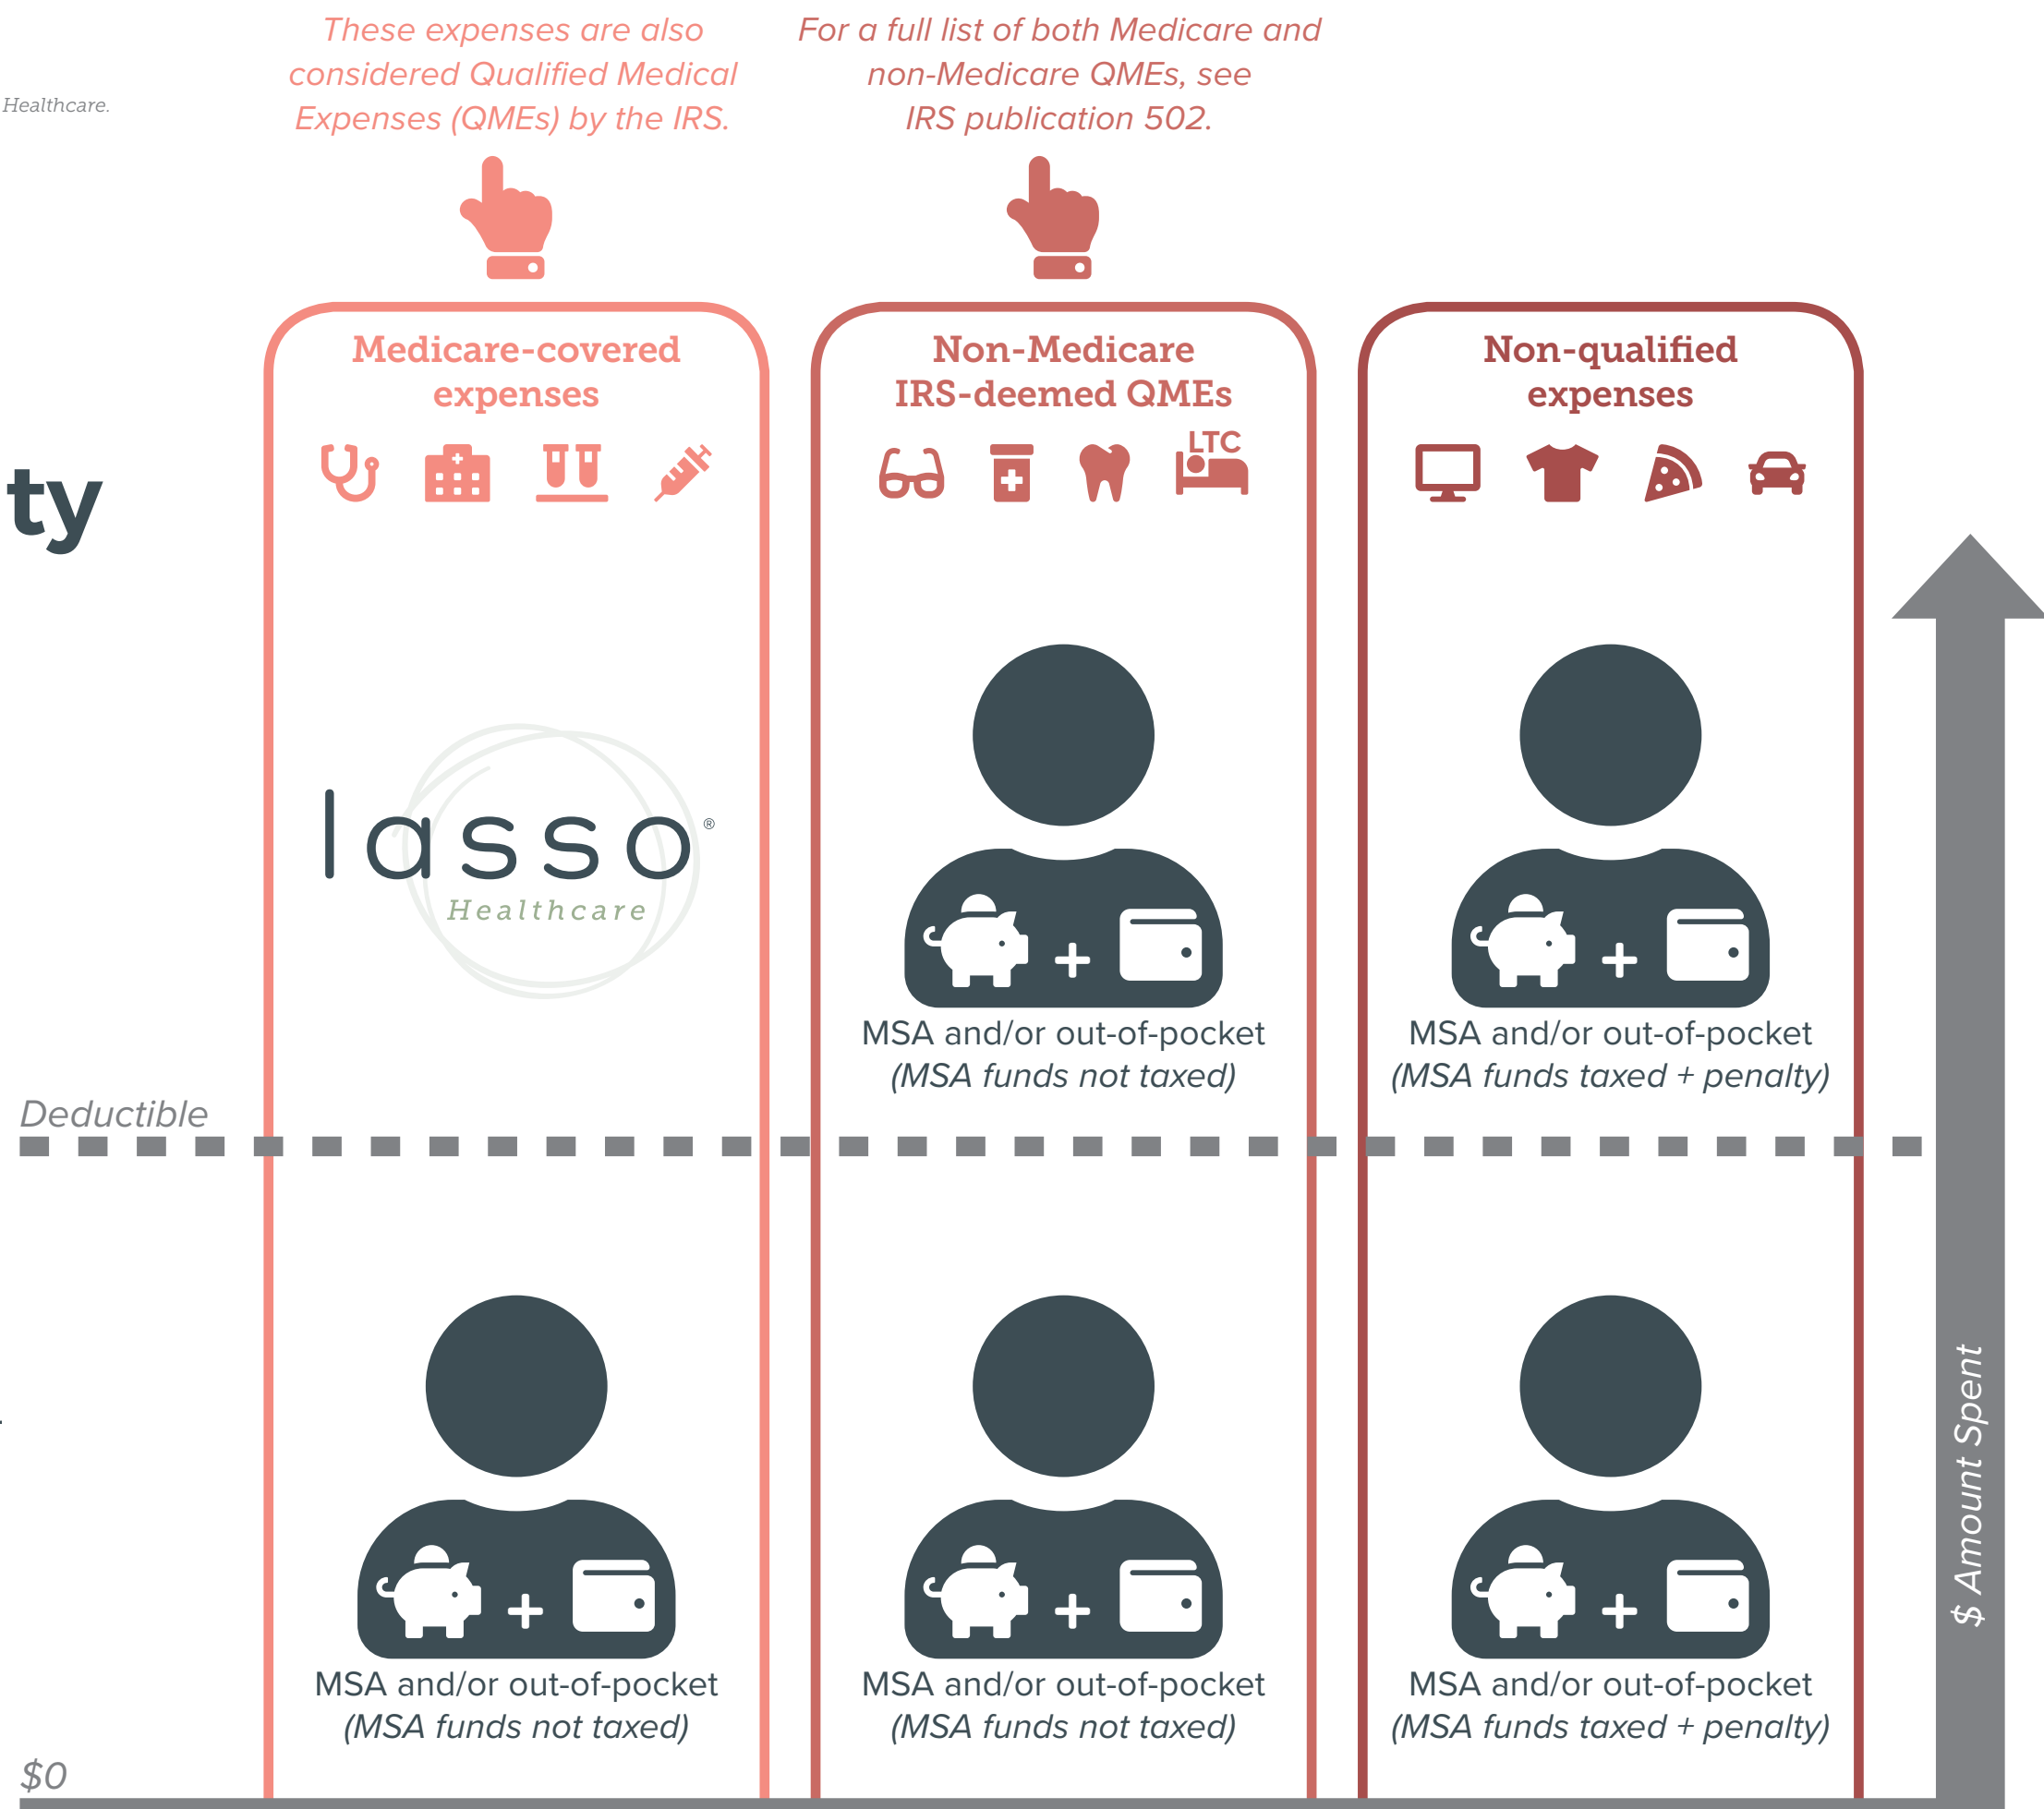 These expenses are also
considered Qualified Medical
Expenses (QMEs) by the IRS.
For a full list of both Medicare and
non-Medicare QMEs, see
IRS publication 502.
Healthcare.
Medicare-covered
expenses
Non-Medicare
IRS-deemed QMEs
Non-qualified
expenses
LTC
ty
lasso®
Healthcare
MSA and/or out-of-pocket
(MSA funds not taxed)
MSA and/or out-of-pocket
(MSA funds taxed + penalty)
Deductible
$ Amount Spent
MSA and/or out-of-pocket
(MSA funds not taxed)
MSA and/or out-of-pocket
(MSA funds not taxed)
MSA and/or out-of-pocket
(MSA funds taxed + penalty)
$0